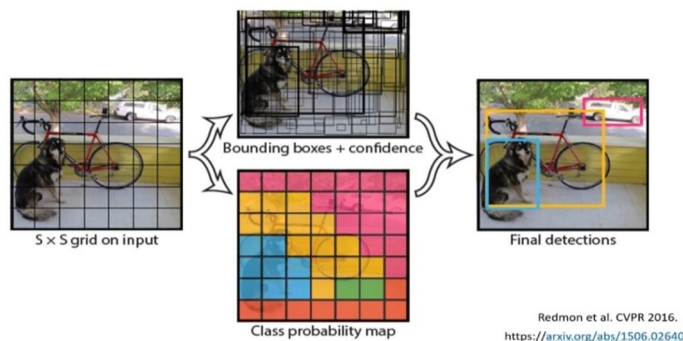 Bounding boxes + confidence
S × S grid on input
Final detections
Class probability map
Redmon et al. CVPR 2016.
https://arxiv.org/abs/1506.02640